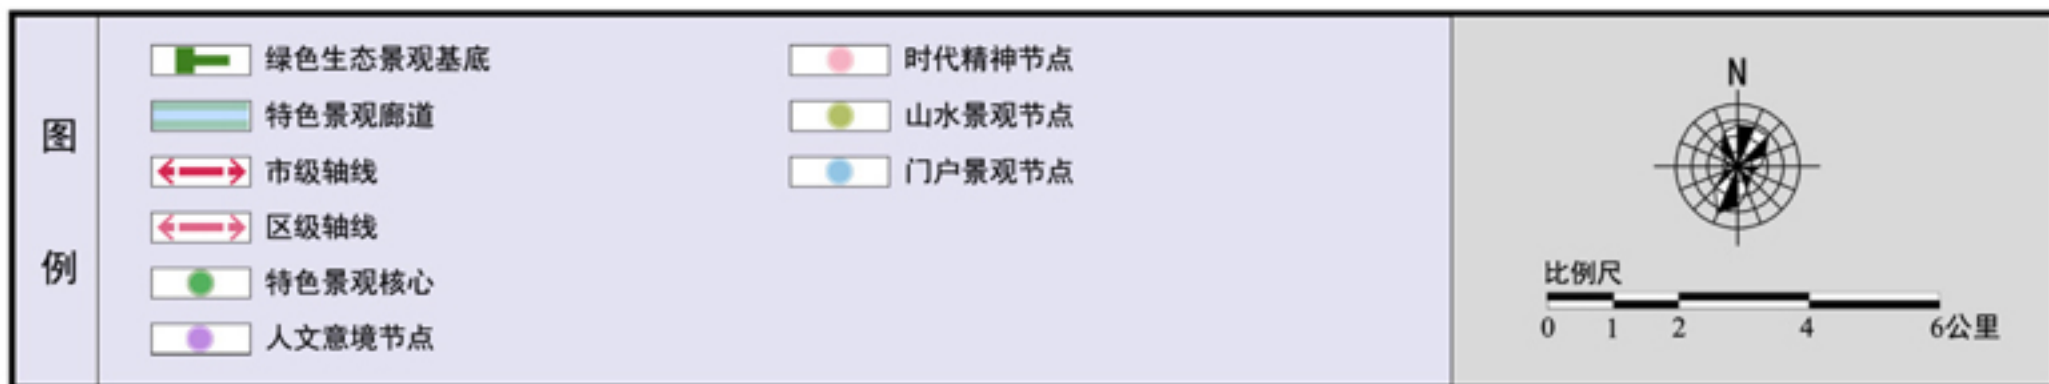 图例
绿色生态景观基底
特色景观廊道
市级轴线
区级轴线
特色景观核心
人文意境节点
时代精神节点
山水景观节点
门户景观节点
N
比例尺
0 1 2 4 6公里